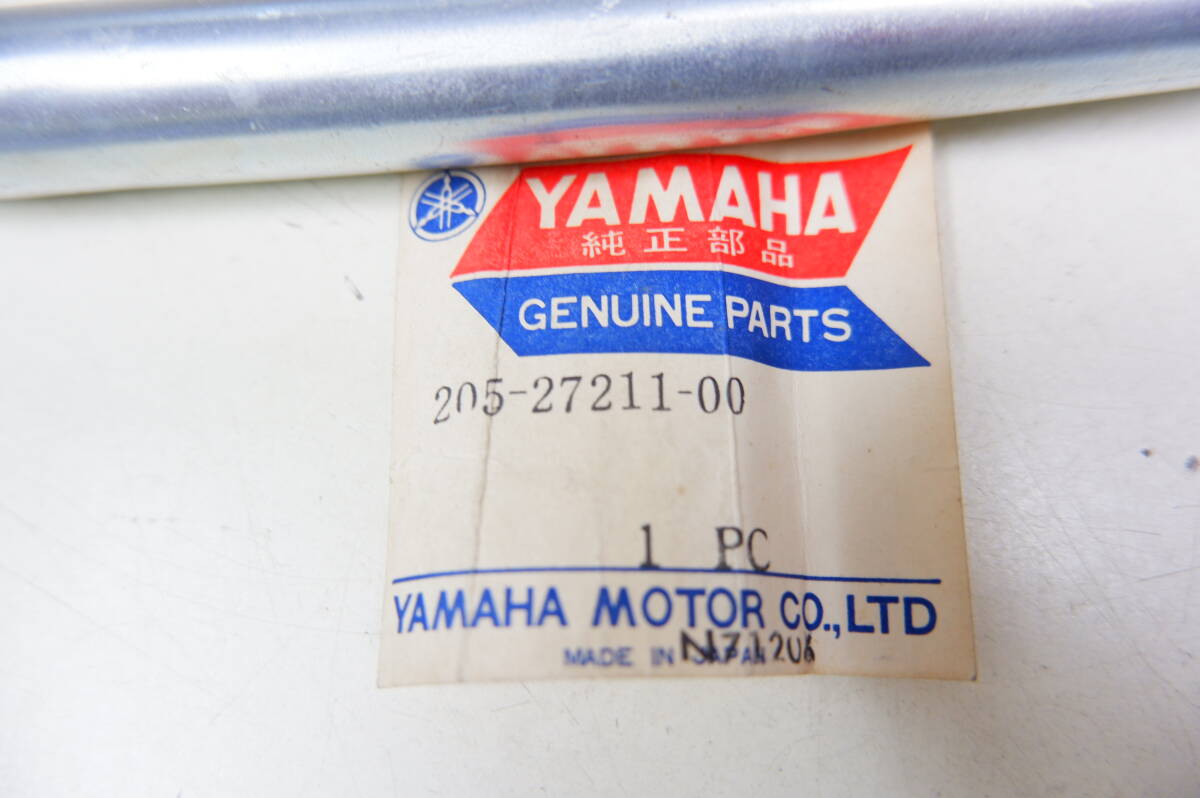 YAMAHA
純正部品
GENUINE PARTS
205-27211-00
1 PC
YAMAHA MOTOR CO.,LTD
MADE IN JAPAN
N71206